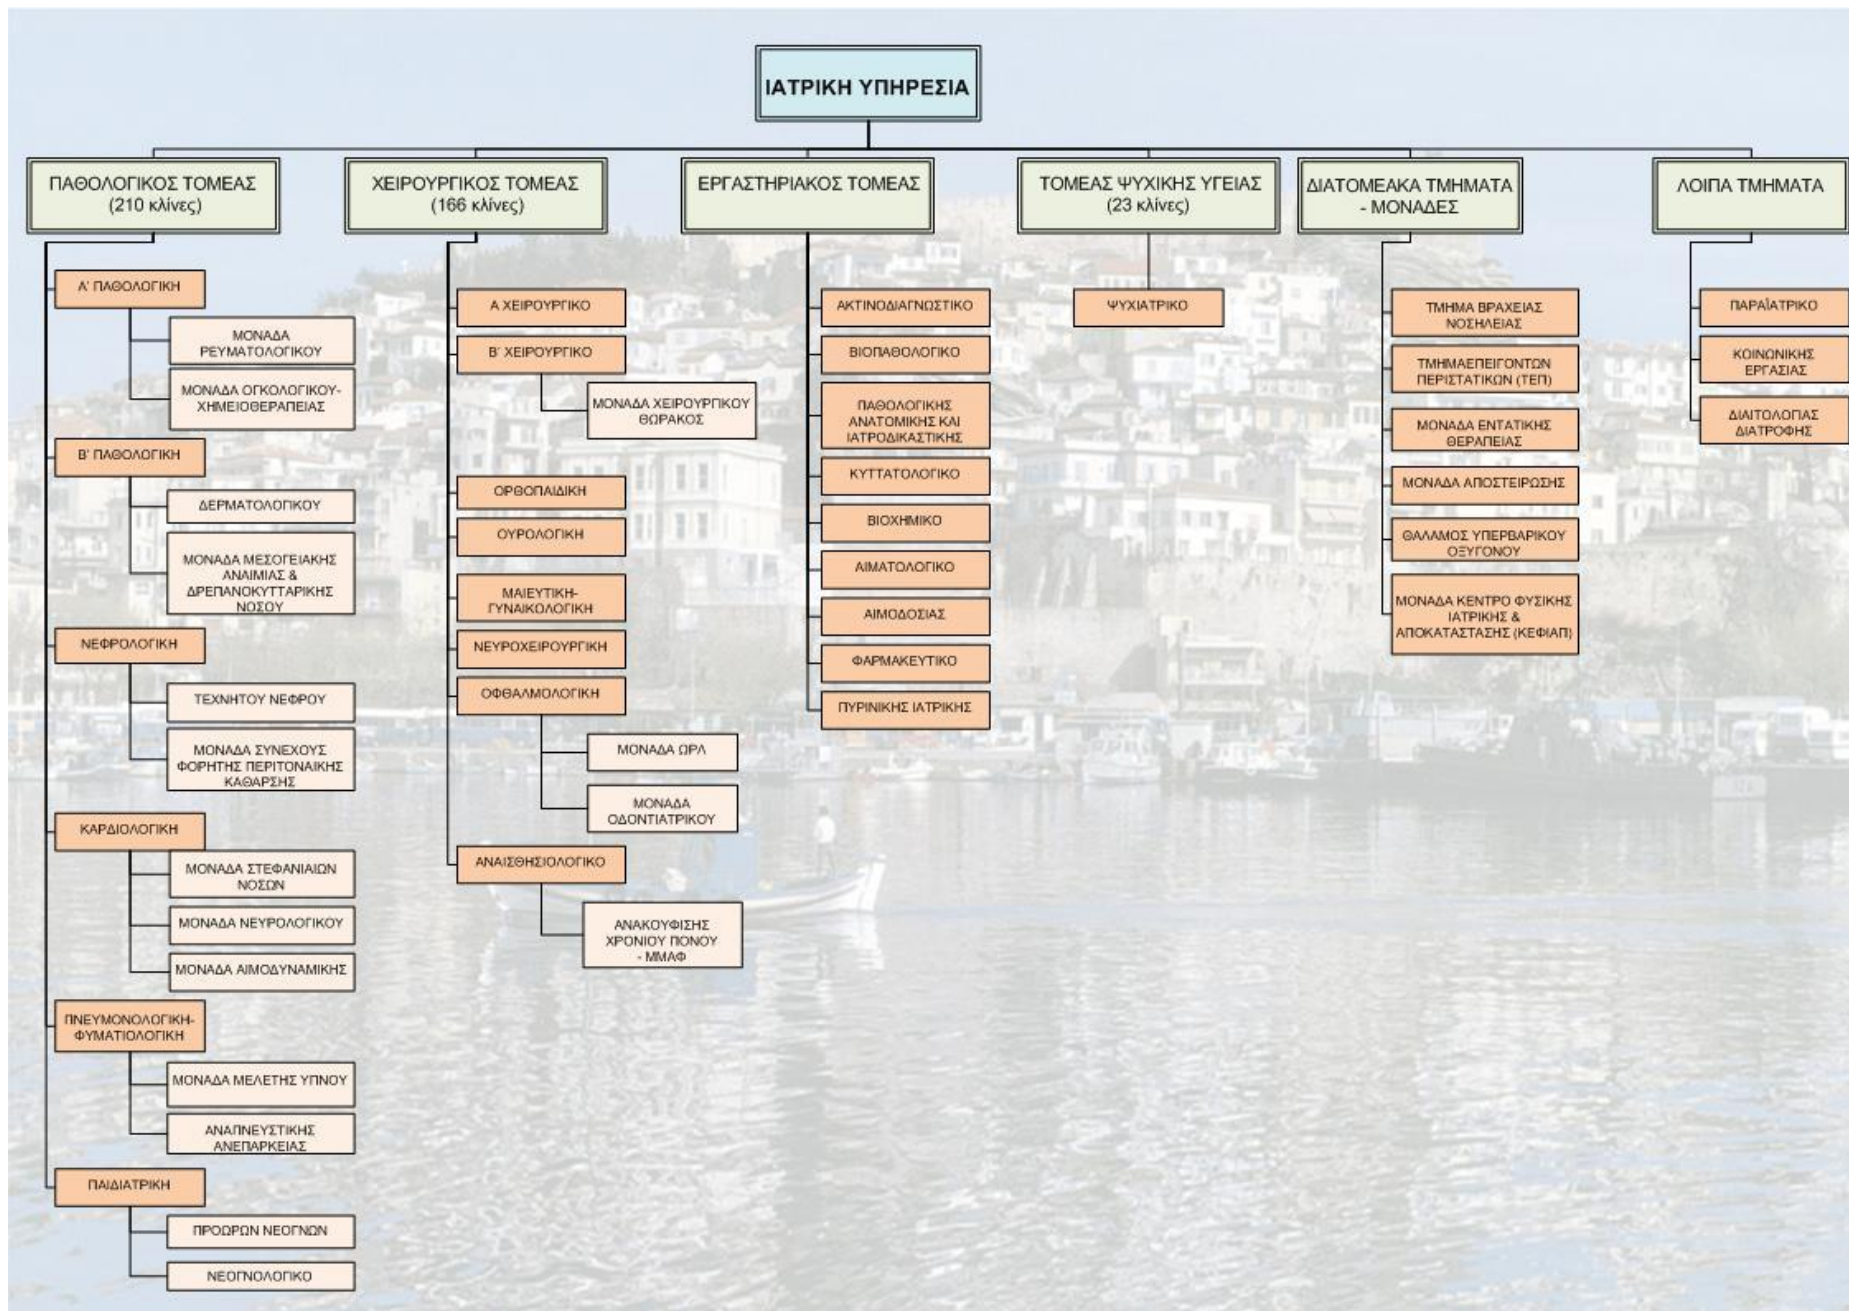 ΙΑΤΡΙΚΗ ΥΠΗΡΕΣΙΑ
ΠΑΘΟΛΟΓΙΚΟΣ ΤΟΜΕΑΣ
(210 κλίνες)
Α' ΠΑΘΟΛΟΓΙΚΗ
ΜΟΝΑΔΑ
ΡΕΥΜΑΤΟΛΟΓΙΚΟΥ
ΜΟΝΑΔΑ ΟΓΚΟΛΟΓΙΚΟΥ-
ΧΗΜΕΙΟΘΕΡΑΠΕΙΑΣ
Β' ΠΑΘΟΛΟΓΙΚΗ
ΔΕΡΜΑΤΟΛΟΓΙΚΟΥ
ΜΟΝΑΔΑ ΜΕΣΟΓΕΙΑΚΗΣ
ΑΝΑΙΜΙΑΣ &
ΔΡΕΠΑΝΟΚΥΤΤΑΡΙΚΗΣ
ΝΟΣΟΥ
ΝΕΦΡΟΛΟΓΙΚΗ
ΤΕΧΝΗΤΟΥ ΝΕΦΡΟΥ
ΜΟΝΑΔΑ ΣΥΝΕΧΟΥΣ
ΦΟΡΗΤΗΣ ΠΕΡΙΤΟΝΑΙΚΗΣ
ΚΑΘΑΡΣΗΣ
ΚΑΡΔΙΟΛΟΓΙΚΗ
ΜΟΝΑΔΑ ΣΤΕΦΑΝΙΑΙΩΝ
ΝΟΣΩΝ
ΜΟΝΑΔΑ ΝΕΥΡΟΛΟΓΙΚΟΥ
ΜΟΝΑΔΑ ΑΙΜΟΔΥΝΑΜΙΚΗΣ
ΠΝΕΥΜΟΝΟΛΟΓΙΚΗ-
ΦΥΜΑΤΙΟΛΟΓΙΚΗ
ΜΟΝΑΔΑ ΜΕΛΕΤΗΣ ΥΠΝΟΥ
ΑΝΑΠΝΕΥΣΤΙΚΗΣ
ΑΝΕΠΑΡΚΕΙΑΣ
ΠΑΙΔΙΑΤΡΙΚΗ
ΠΡΟΩΡΩΝ ΝΕΟΓΝΩΝ
ΝΕΟΓΝΟΛΟΓΙΚΟ
ΧΕΙΡΟΥΡΓΙΚΟΣ ΤΟΜΕΑΣ
(166 κλίνες)
Α ΧΕΙΡΟΥΡΓΙΚΟ
Β' ΧΕΙΡΟΥΡΓΙΚΟ
ΜΟΝΑΔΑ ΧΕΙΡΟΥΡΓΙΚΟΥ
ΘΩΡΑΚΟΣ
ΟΡΘΟΠΑΙΔΙΚΗ
ΟΥΡΟΛΟΓΙΚΗ
ΜΑΙΕΥΤΙΚΗ-
ΓΥΝΑΙΚΟΛΟΓΙΚΗ
ΝΕΥΡΟΧΕΙΡΟΥΡΓΙΚΗ
ΟΦΘΑΛΜΟΛΟΓΙΚΗ
ΜΟΝΑΔΑ ΩΡΛ
ΜΟΝΑΔΑ
ΟΔΟΝΤΙΑΤΡΙΚΟΥ
ΑΝΑΙΣΘΗΣΙΟΛΟΓΙΚΟ
ΑΝΑΚΟΥΦΙΣΗΣ
ΧΡΟΝΙΟΥ ΠΟΝΟΥ
- ΜΜΑΦ
ΕΡΓΑΣΤΗΡΙΑΚΟΣ ΤΟΜΕΑΣ
ΑΚΤΙΝΟΔΙΑΓΝΩΣΤΙΚΟ
ΒΙΟΠΑΘΟΛΟΓΙΚΟ
ΠΑΘΟΛΟΓΙΚΗΣ
ΑΝΑΤΟΜΙΚΗΣ ΚΑΙ
ΙΑΤΡΟΔΙΚΑΣΤΙΚΗΣ
ΚΥΤΤΑΤΟΛΟΓΙΚΟ
ΒΙΟΧΗΜΙΚΟ
ΑΙΜΑΤΟΛΟΓΙΚΟ
ΑΙΜΟΔΟΣΙΑΣ
ΦΑΡΜΑΚΕΥΤΙΚΟ
ΠΥΡΙΝΙΚΗΣ ΙΑΤΡΙΚΗΣ
ΤΟΜΕΑΣ ΨΥΧΙΚΗΣ ΥΓΕΙΑΣ
(23 κλίνες)
ΨΥΧΙΑΤΡΙΚΟ
ΔΙΑΤΟΜΕΑΚΑ ΤΜΗΜΑΤΑ
- ΜΟΝΑΔΕΣ
ΤΜΗΜΑ ΒΡΑΧΕΙΑΣ
ΝΟΣΗΛΕΙΑΣ
ΤΜΗΜΑΕΠΕΙΓΟΝΤΩΝ
ΠΕΡΙΣΤΑΤΙΚΩΝ (ΤΕΠ)
ΜΟΝΑΔΑ ΕΝΤΑΤΙΚΗΣ
ΘΕΡΑΠΕΙΑΣ
ΜΟΝΑΔΑ ΑΠΟΣΤΕΙΡΩΣΗΣ
ΘΑΛΑΜΟΣ ΥΠΕΡΒΑΡΙΚΟΥ
ΟΞΥΓΟΝΟΥ
ΜΟΝΑΔΑ ΚΕΝΤΡΟ ΦΥΣΙΚΗΣ
ΙΑΤΡΙΚΗΣ &
ΑΠΟΚΑΤΑΣΤΑΣΗΣ (ΚΕΦΙΑΠ)
ΛΟΙΠΑ ΤΜΗΜΑΤΑ
ΠΑΡΑΪΑΤΡΙΚΟ
ΚΟΙΝΩΝΙΚΗΣ
ΕΡΓΑΣΙΑΣ
ΔΙΑΙΤΟΛΟΓΙΑΣ
ΔΙΑΤΡΟΦΗΣ